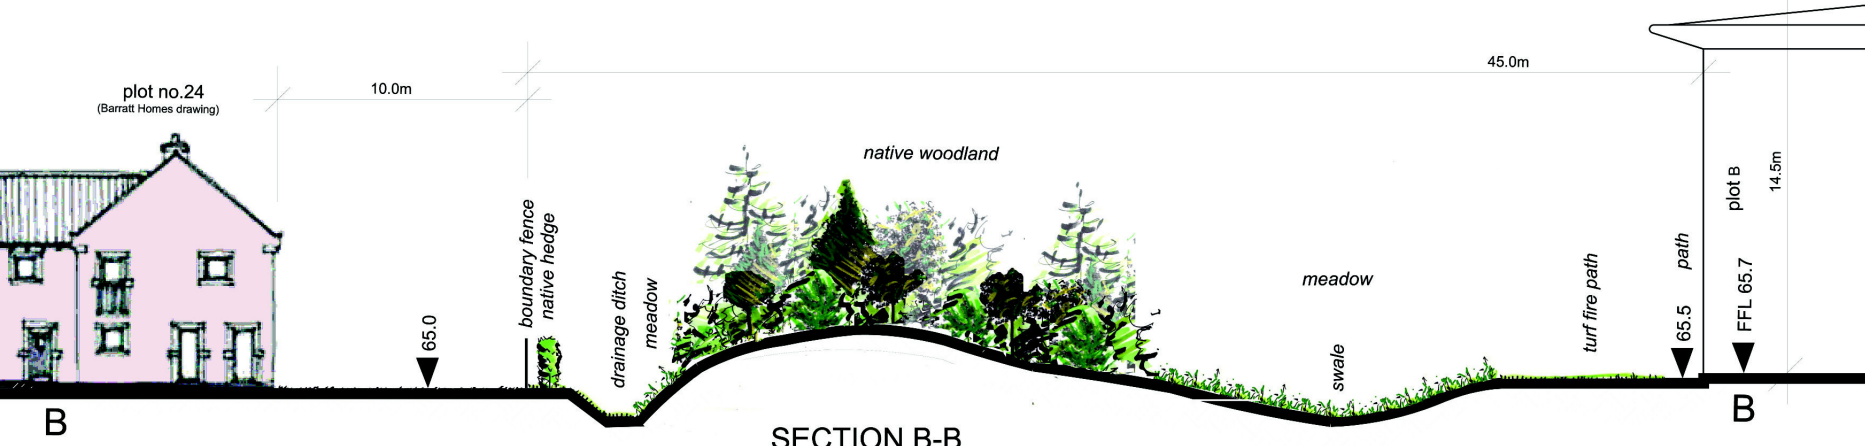 plot no.24
(Barratt Homes drawing)
10.0m
45.0m
native woodland
boundary fence
native hedge
drainage ditch
meadow
65.0
meadow
swale
turf fire path
path
65.5
plot B
FFL 65.7
14.5m
B
SECTION B-B
B